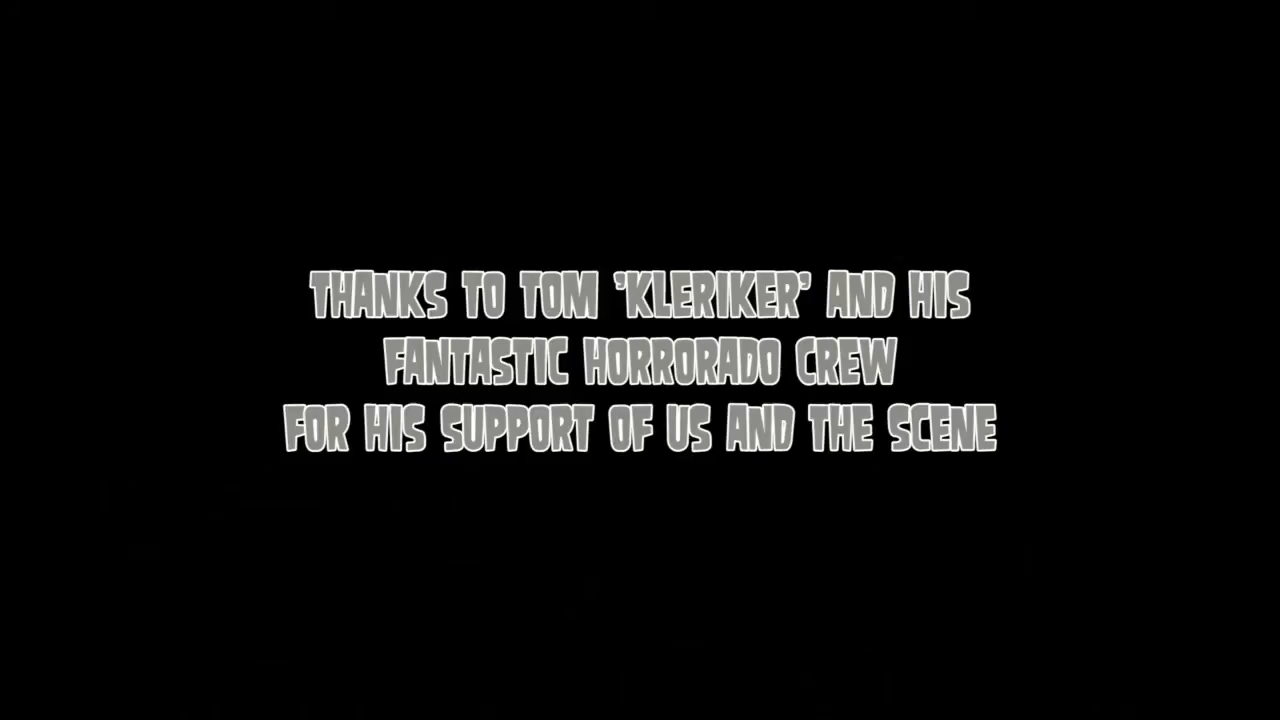 THANKS TO TOM 'KLERIKER' AND HIS
FANTASTIC HORRORADO CREW
FOR HIS SUPPORT OF US AND THE SCENE